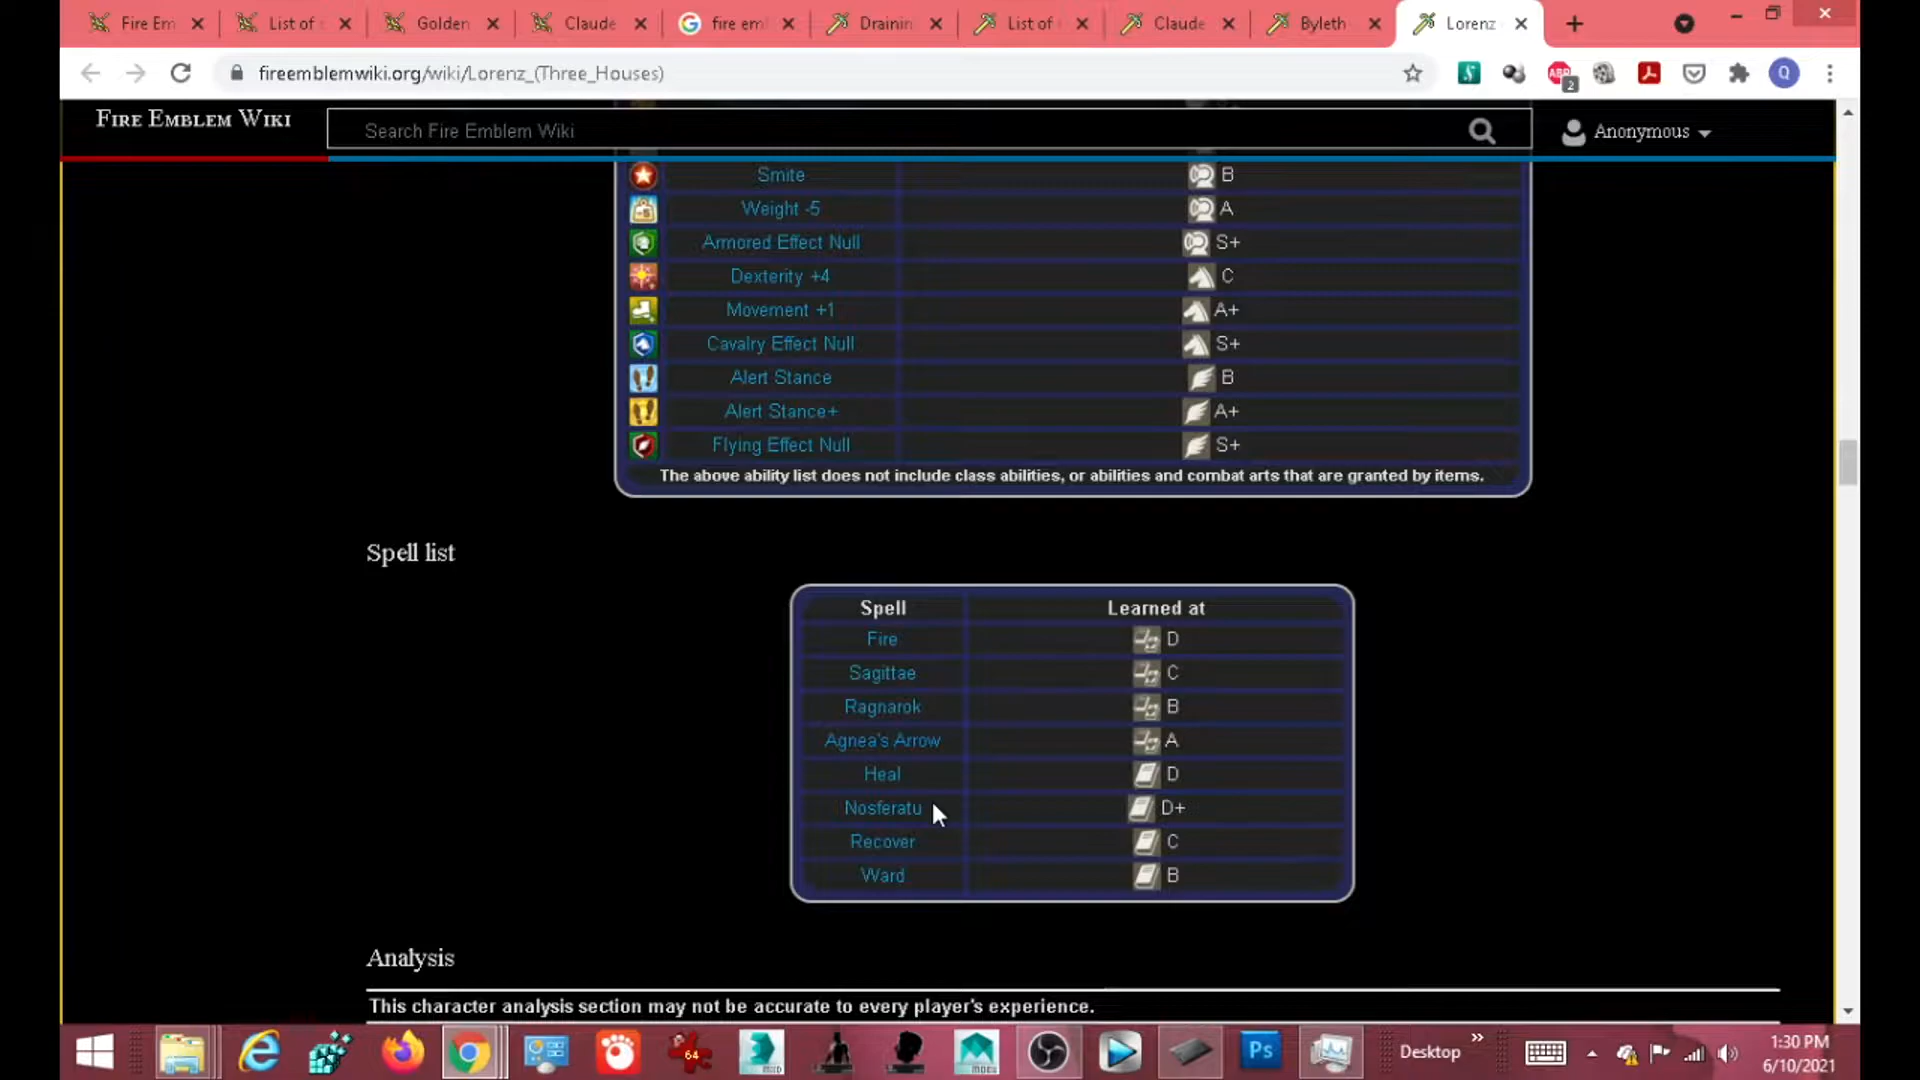 Fire Em
List of
Golden
Claude
fire em
Drainin
List of
Claude
Byleth
Lorenz
fireemblemwiki.org/wiki/Lorenz_(Three_Houses)
ABP
2
Q
Fire Emblem Wiki
Search Fire Emblem Wiki
Anonymous
Smite B
Weight -5 A
Armored Effect Null S+
Dexterity +4 C
Movement +1 A+
Cavalry Effect Null S+
Alert Stance B
Alert Stance+ A+
Flying Effect Null S+
The above ability list does not include class abilities, or abilities and combat arts that are granted by items.
Spell list
Spell Learned at
Fire D
Sagittae C
Ragnarok B
Agnea's Arrow A
Heal D
Nosferatu D+
Recover C
Ward B
Analysis
This character analysis section may not be accurate to every player's experience.
64
Ps
Desktop
1:30 PM
6/10/2021